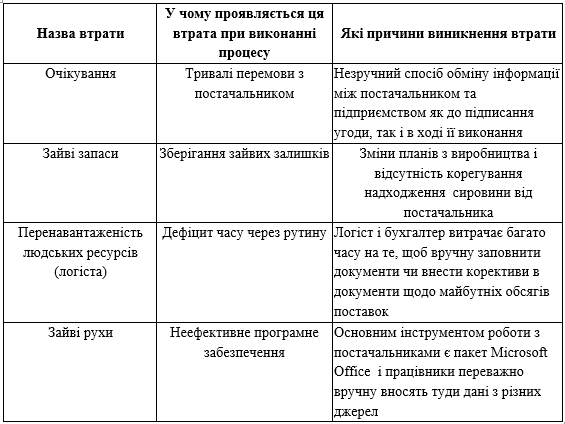 Назва втрати
У чому проявляється ця
втрата при виконанні
процесу
Які причини виникнення втрати
Очікування
Тривалі перемови з
постачальником
Незручний спосіб обміну інформації
між постачальником та
підприємством як до підписання
угоди, так і в ході її виконання
Зайві запаси
Зберігання зайвих залишків
Зміни планів з виробництва і
відсутність корегування
надходження сировини від
постачальника
Перенавантаженість
людських ресурсів
(логіста)
Дефіцит часу через рутину
Логіст і бухгалтер витрачає багато
часу на те, щоб вручну заповнити
документи чи внести корективи в
документи щодо майбутніх обсягів
поставок
Зайві рухи
Неефективне програмне
забезпечення
Основним інструментом роботи з
постачальниками є пакет Microsoft
Office і працівники переважно
вручну вносять туди дані з різних
джерел